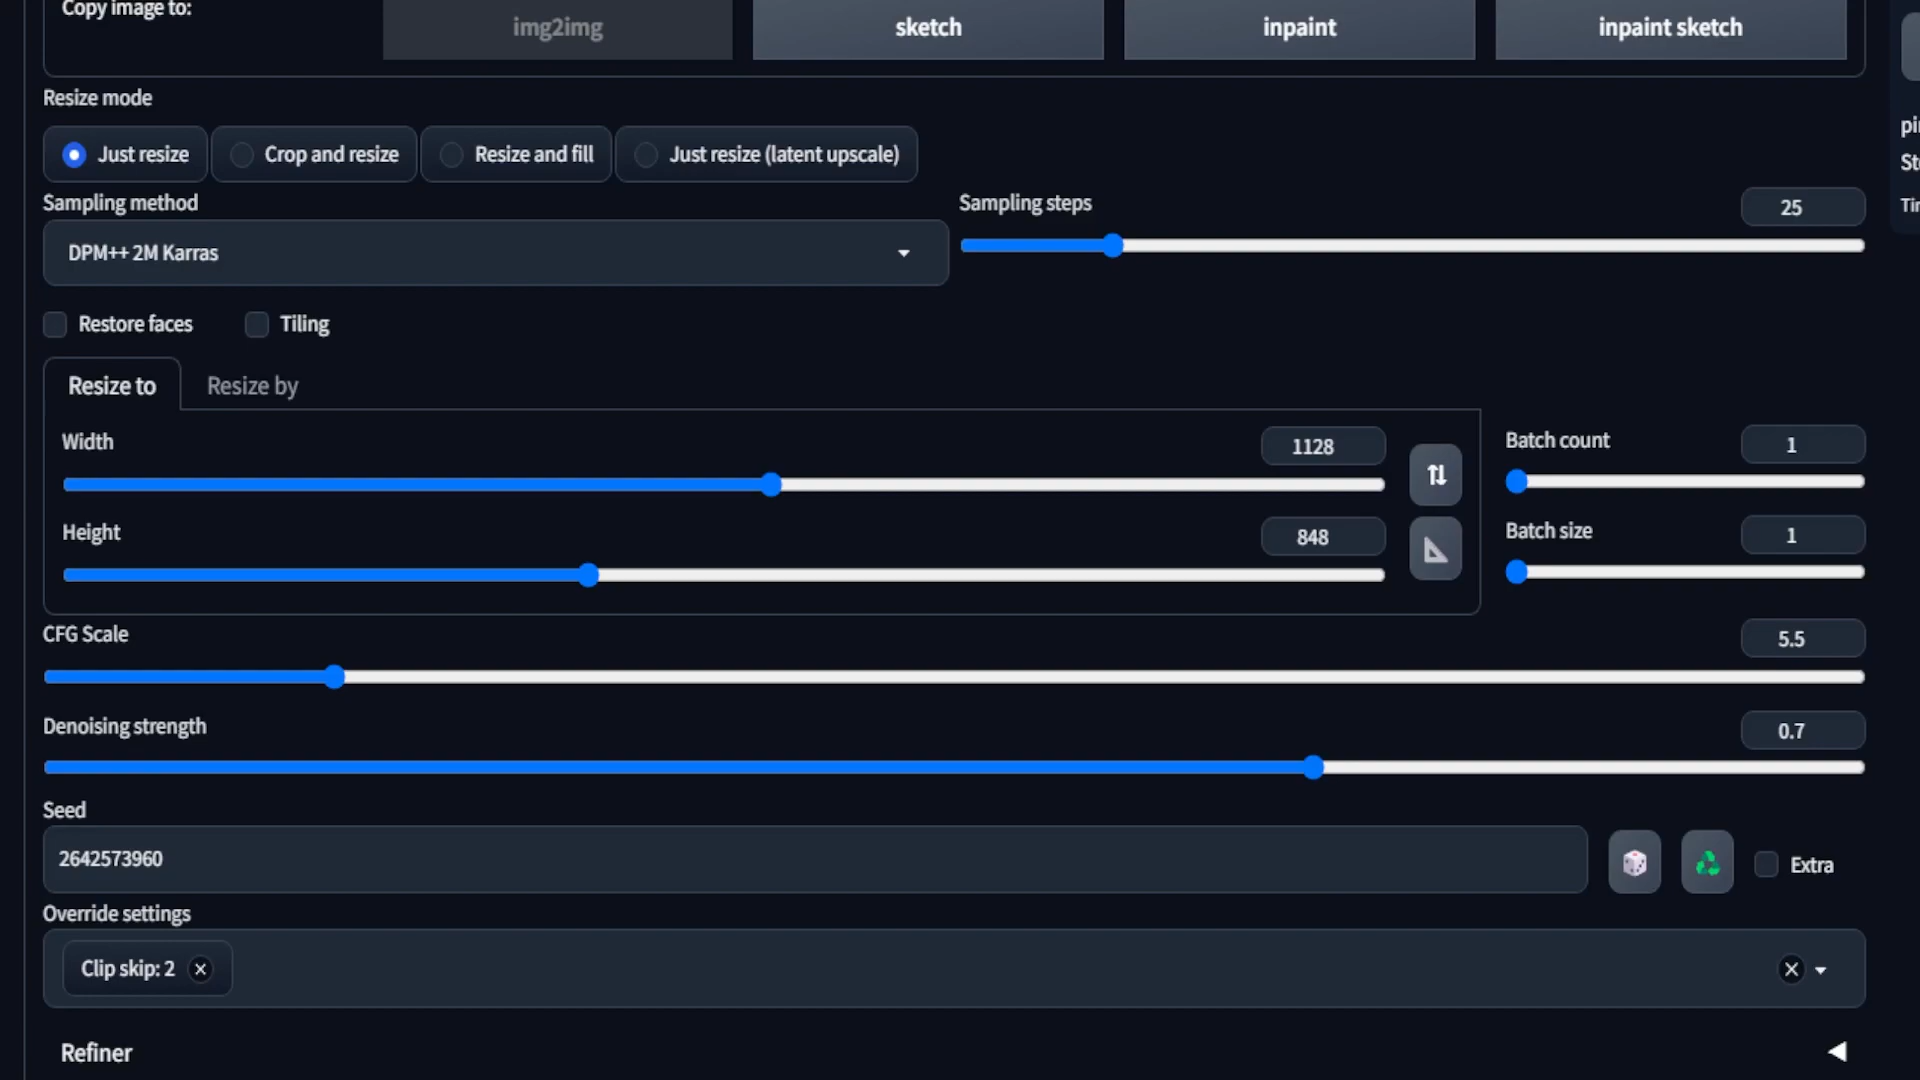 Copy image to:
img2img
sketch
inpaint
inpaint sketch
Resize mode
Just resize
Crop and resize
Resize and fill
Just resize (latent upscale)
Sampling method
DPM++ 2M Karras
Sampling steps
25
Restore faces
Tiling
Resize to
Resize by
Width
1128
Height
848
Batch count
1
Batch size
1
CFG Scale
5.5
Denoising strength
0.7
Seed
2642573960
Extra
Override settings
Clip skip: 2
Refiner